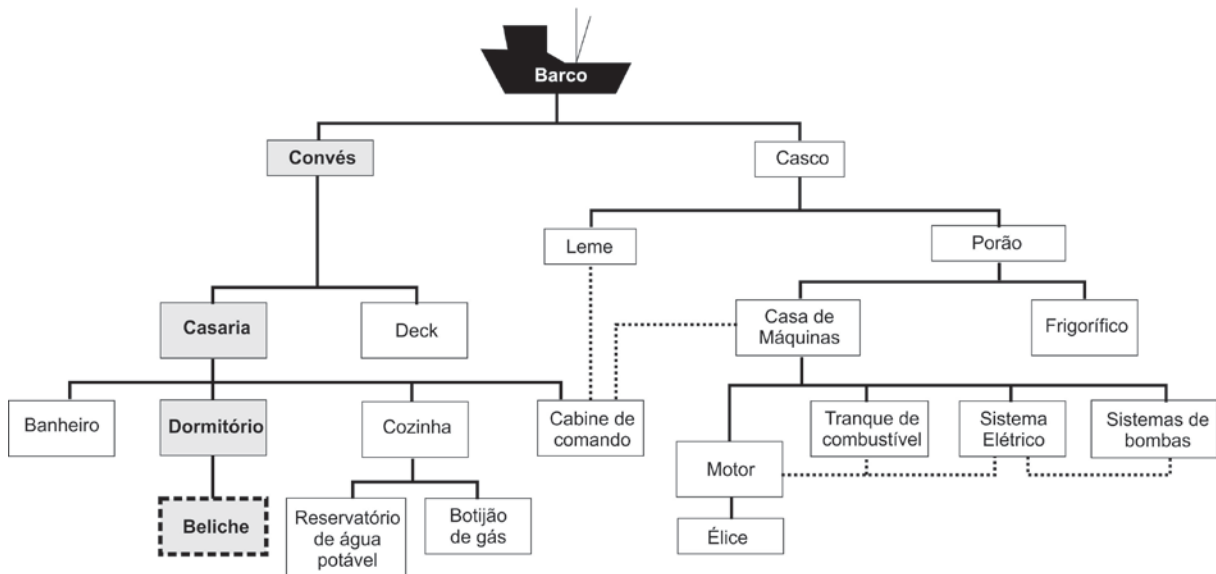 Barco
Convés
Casco
Leme
Porão
Casaria
Deck
Casa de
Máquinas
Frigorífico
Banheiro
Dormitório
Cozinha
Cabine de
comando
Tranque de
combustível
Sistema
Elétrico
Sistemas de
bombas
Motor
Beliche
Reservatório
de água
potável
Botijão
de gás
Élice